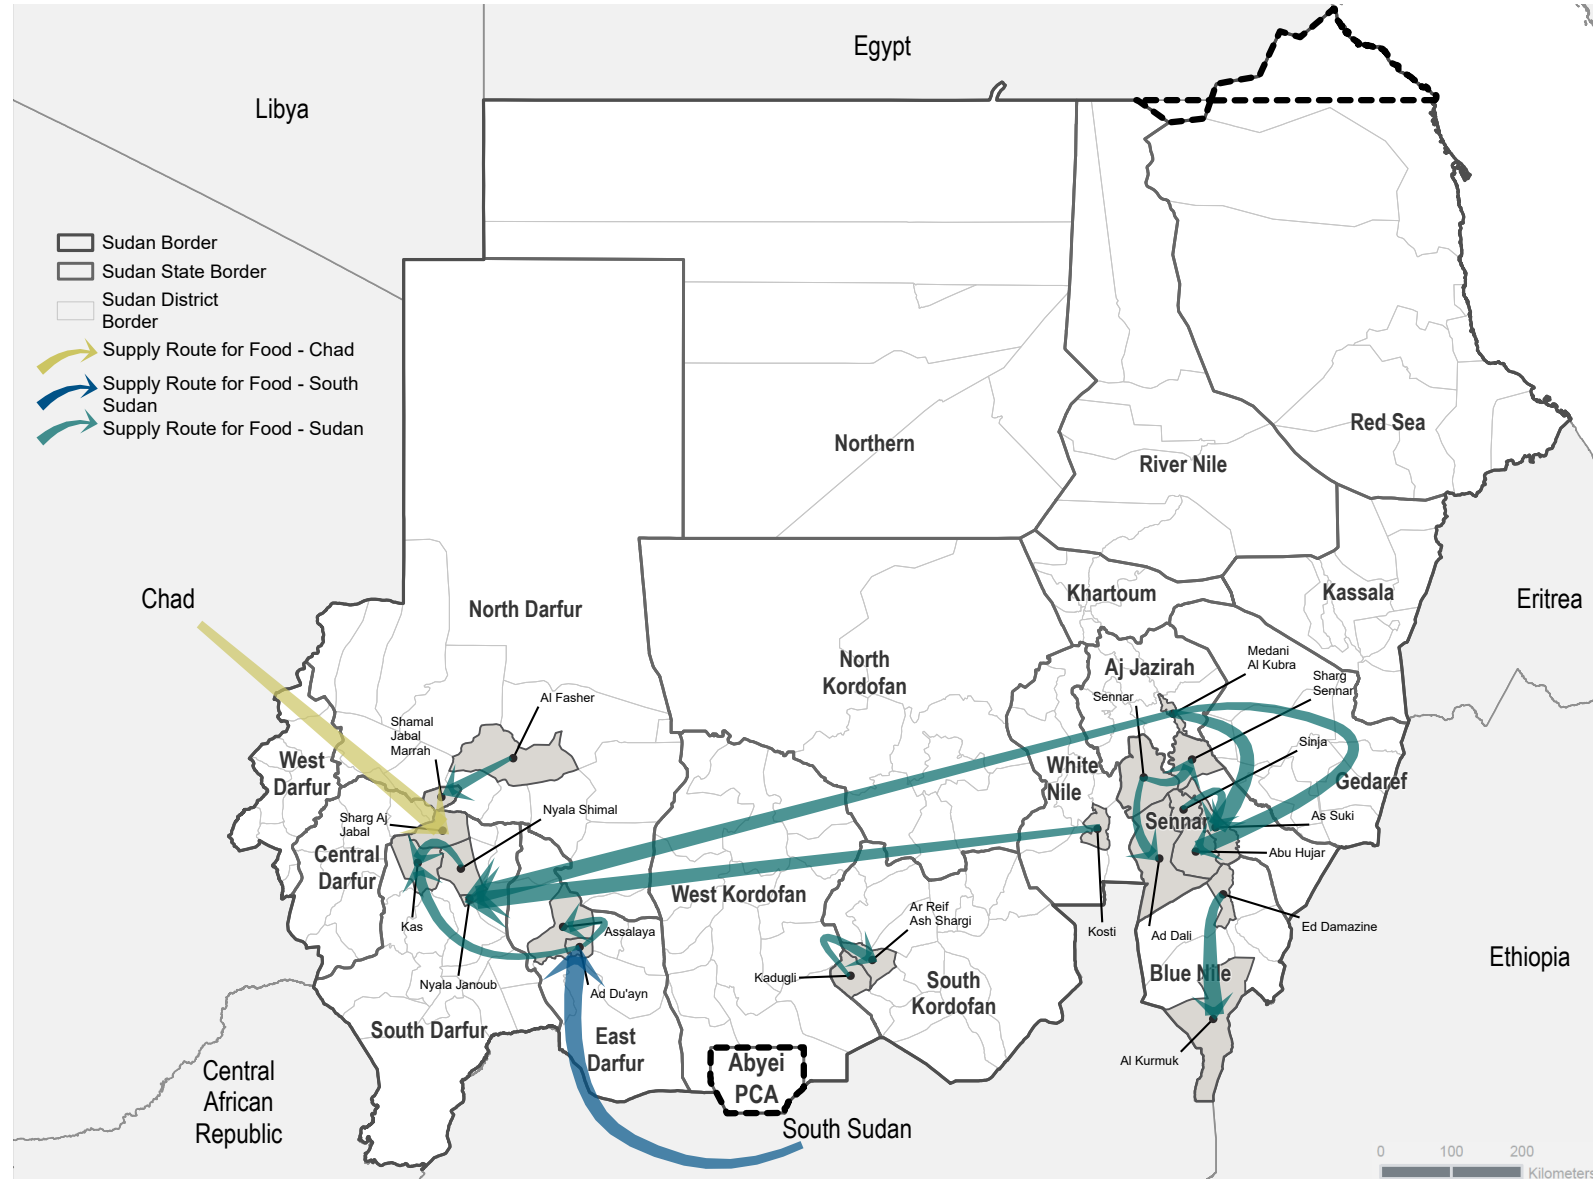 Egypt
Libya
Sudan Border
Sudan State Border
Sudan District
Border
Supply Route for Food - Chad
Supply Route for Food - South
Sudan
Supply Route for Food - Sudan
Red Sea
Northern
River Nile
Chad
North Darfur
Khartoum
Kassala
Eritrea
North
Kordofan
Aj Jazirah
Medani
Al Kubra
Sharg
Sennar
Sennar
Al Fasher
Shamal
Jabal
Marrah
West
Darfur
Sinja
White
Nile
Gedaref
Nyala Shimal
Sharg Aj
Jabal
Sennar
As Suki
Central
Darfur
Abu Hujar
West Kordofan
Ar Reif
Ash Shargi
Kas
Assalaya
Kosti
Ad Dali
Ed Damazine
Ethiopia
Nyala Janoub
Kadugli
South
Kordofan
Blue Nile
Ad Du'ayn
South Darfur
East
Darfur
Abyei
PCA
Al Kurmuk
Central
African
Republic
South Sudan
0 100 200
Kilometers